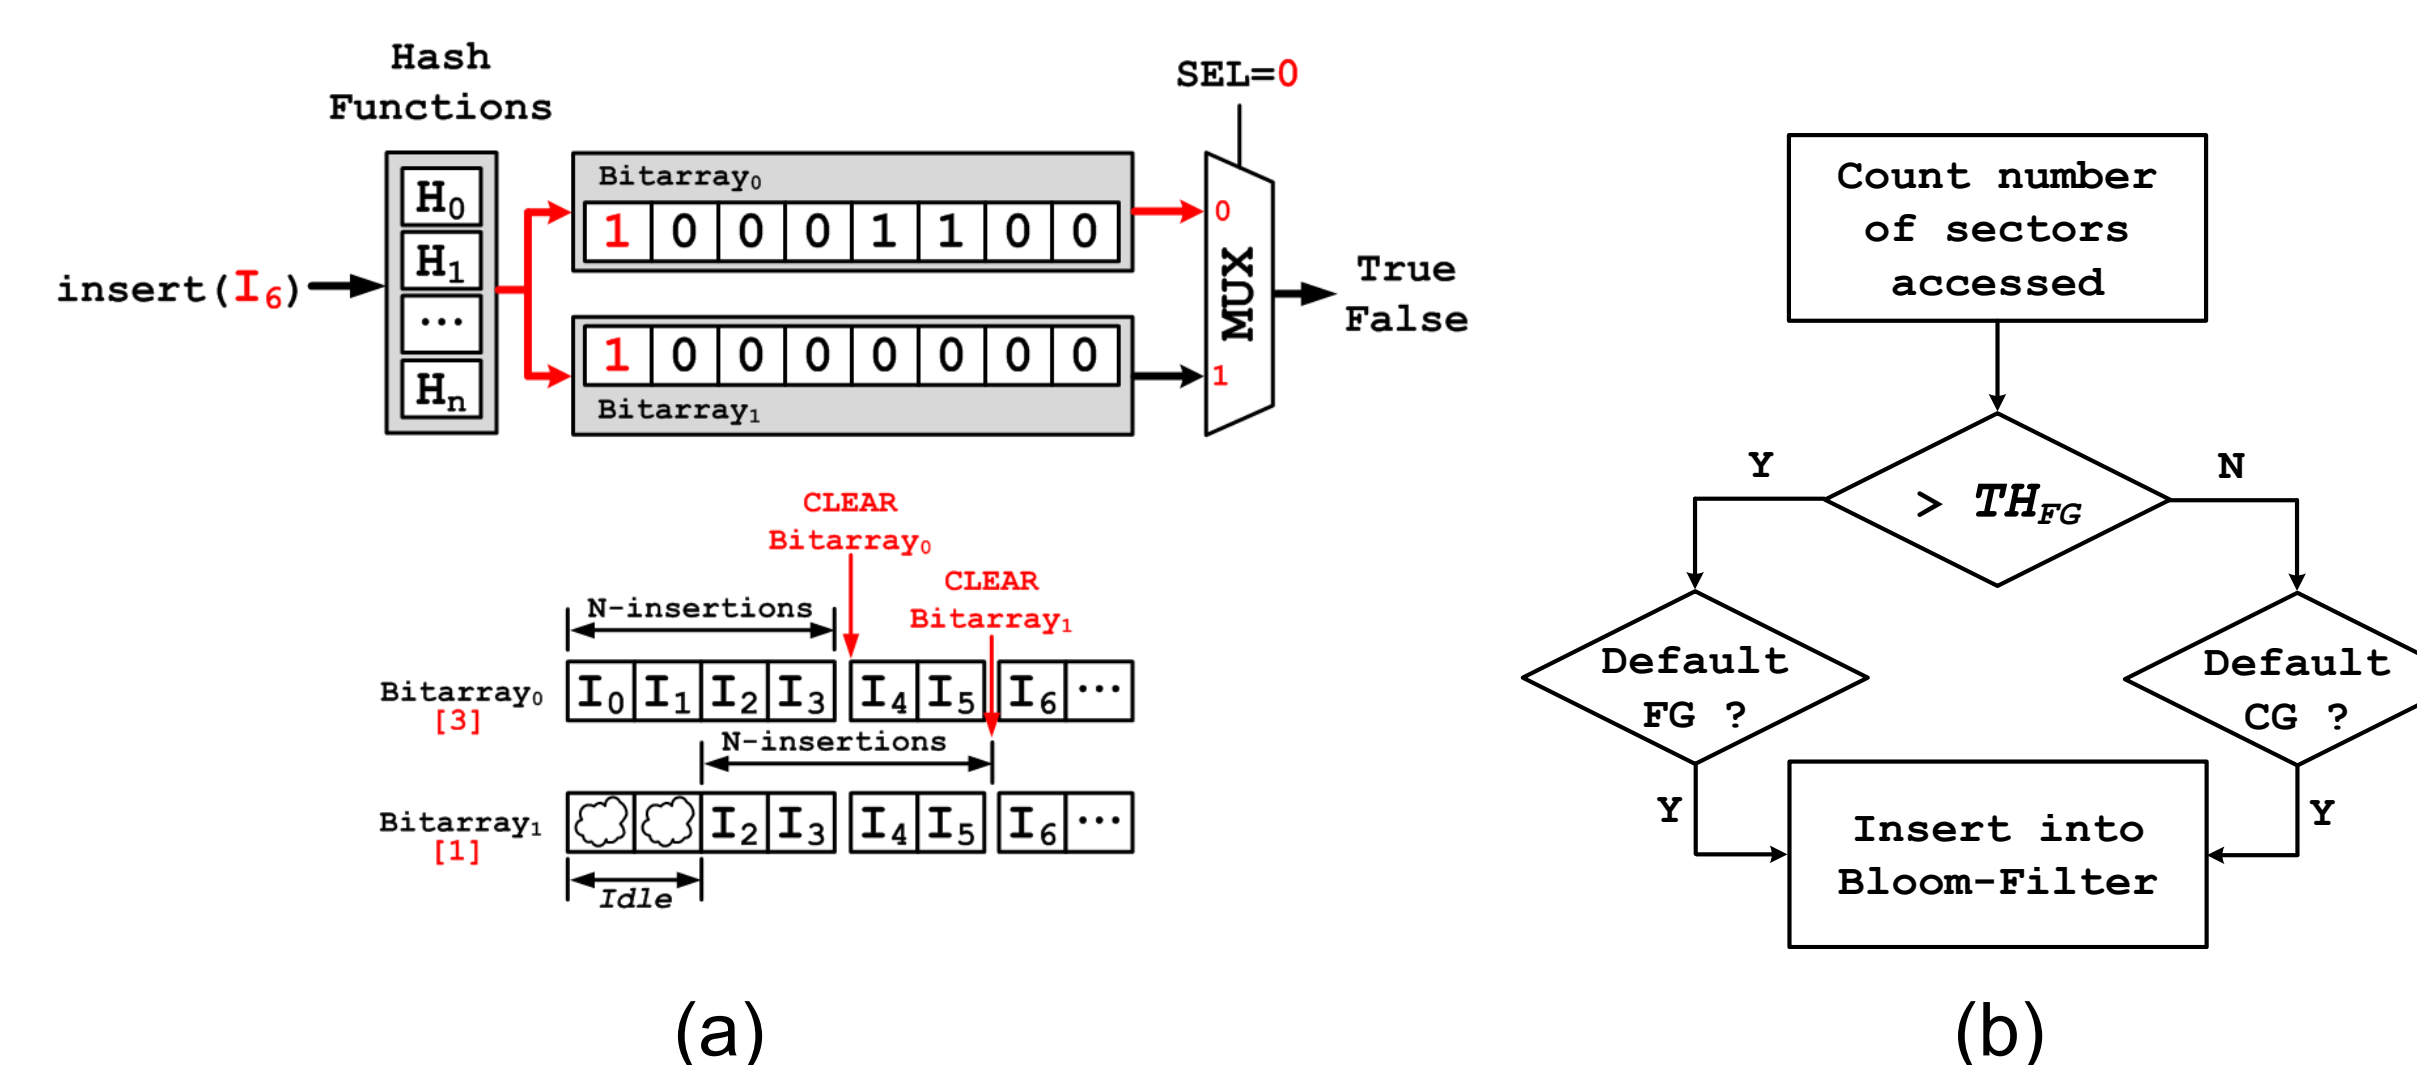 Hash
Functions
SEL=0
insert(I6)
H0
H1
...
Hn
Bitarray0
1 0 0 0 1 1 0 0
1 0 0 0 0 0 0 0
Bitarray1
0
1
MUX
True
False
CLEAR
Bitarray0
CLEAR
Bitarray1
N-insertions
Bitarray0
[3]
I0 I1 I2 I3 I4 I5 I6 ...
N-insertions
Bitarray1
[1]
I2 I3 I4 I5 I6 ...
Idle
(a)
Count number
of sectors
accessed
Y
> THFG
N
Default
FG ?
Default
CG ?
Y
Y
Insert into
Bloom-Filter
(b)